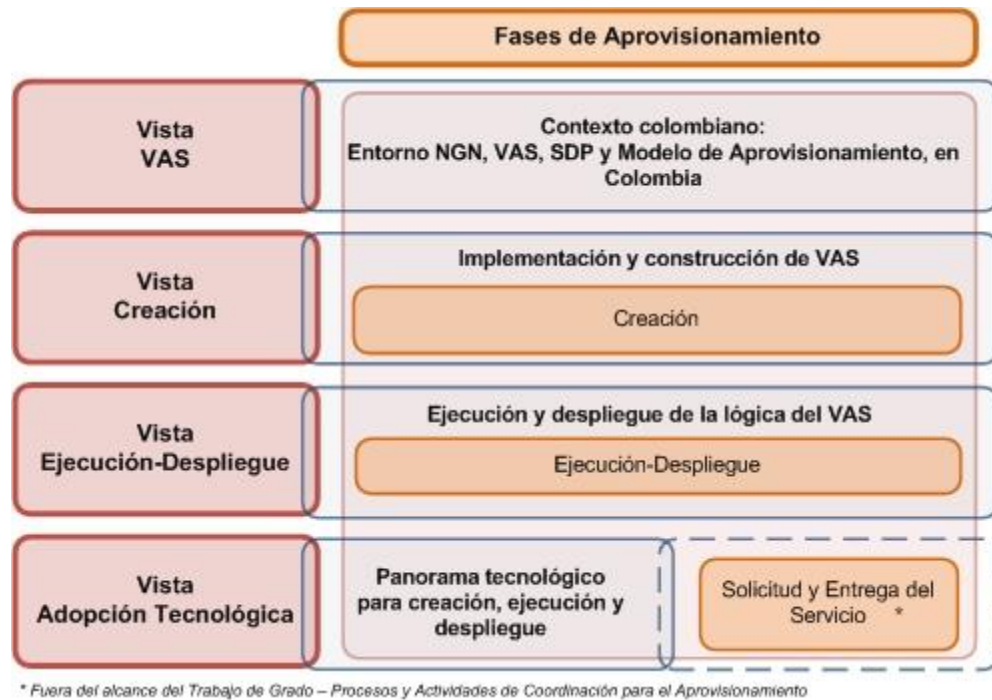 Fases de Aprovisionamiento
Vista
VAS
Contexto colombiano:
Entorno NGN, VAS, SDP y Modelo de Aprovisionamiento, en
Colombia
Vista
Creación
Implementación y construcción de VAS
Creación
Vista
Ejecución-Despliegue
Ejecución y despliegue de la lógica del VAS
Ejecución-Despliegue
Vista
Adopción Tecnológica
Panorama tecnológico
para creación, ejecución y
despliegue
Solicitud y Entrega del
Servicio *
* Fuera del alcance del Trabajo de Grado – Procesos y Actividades de Coordinación para el Aprovisionamiento